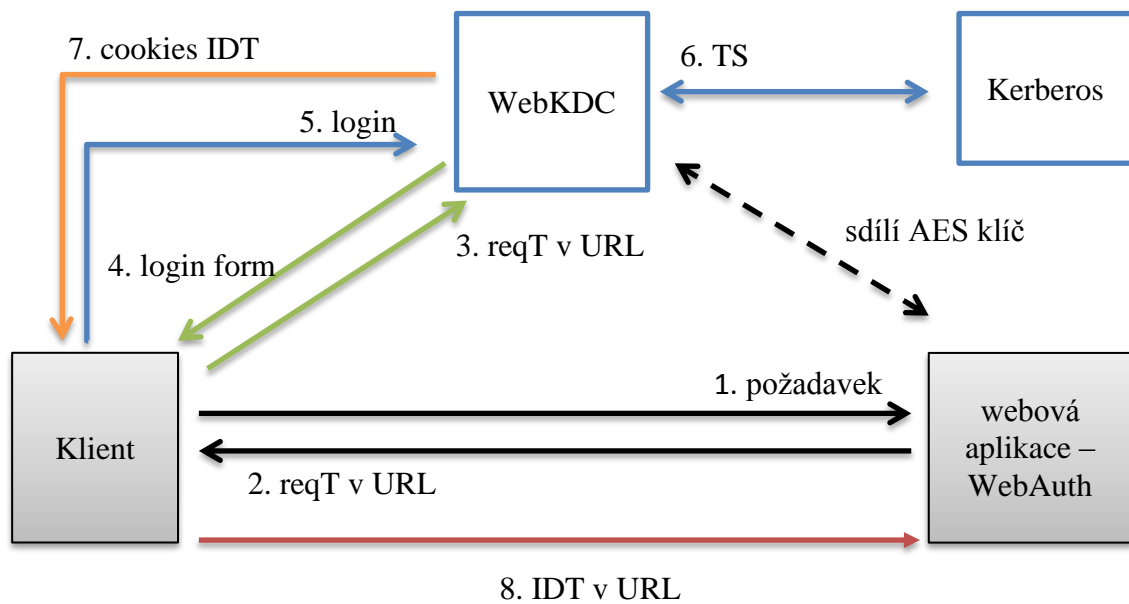 7. cookies IDT
6. TS
WebKDC
Kerberos
5. login
3. reqT v URL
sdílí AES klíč
4. login form
1. požadavek
Klient
webová
aplikace –
WebAuth
2. reqT v URL
8. IDT v URL